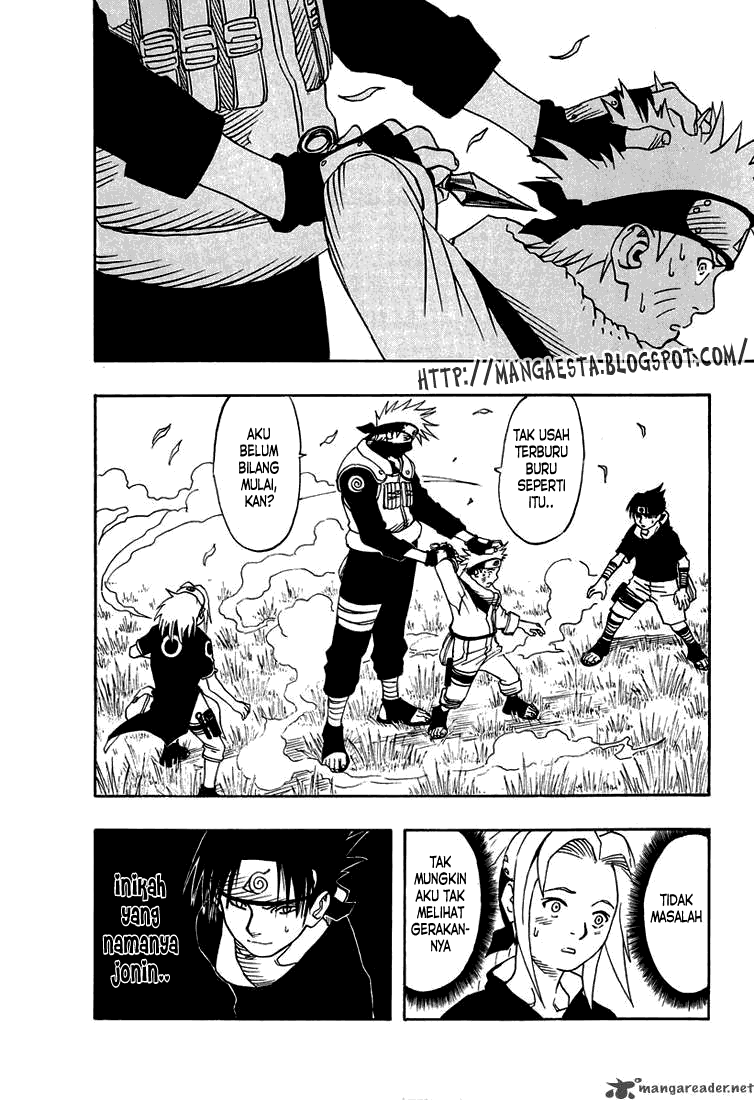 HTTP://MANGAESTA.BLOGSPOT.COM/
TAK USAH
TERBURU
BURU
SEPERTI
ITU..
AKU
BELUM
BILANG
MULAI,
KAN?
TIDAK
MASALAH
TAK
MUNGKIN
AKU TAK
MELIHAT
GERAKAN-
NYA
inikah
yang
namanya
jonin..
mangareader.net